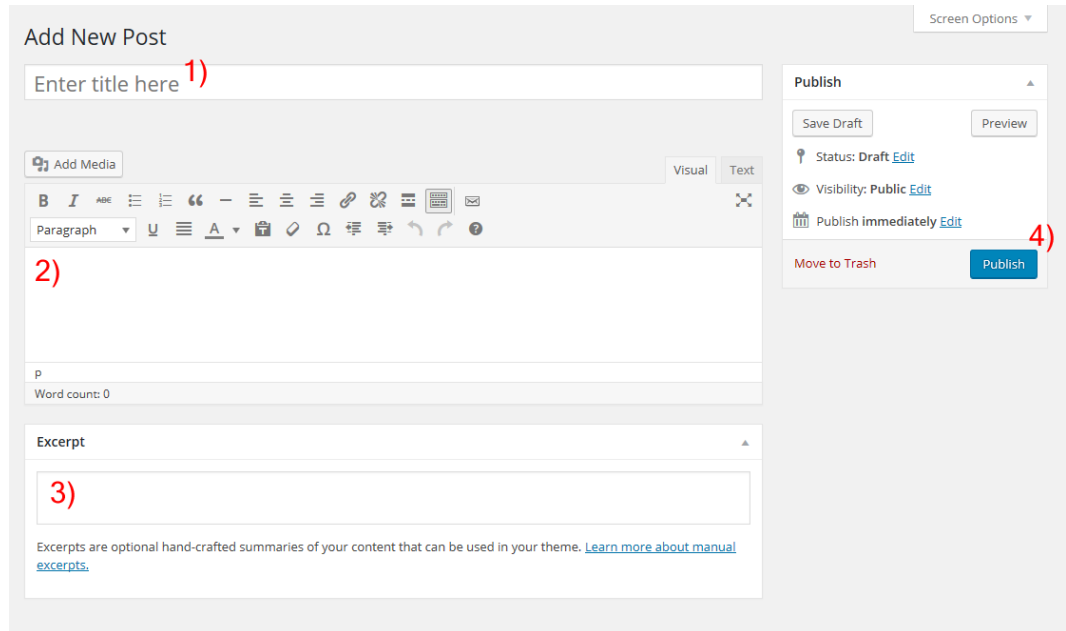 Screen Options
Add New Post
Enter title here 1)
Publish
Save Draft Preview
Add Media
Visual Text
Status: Draft Edit
B I ABC
Visibility: Public Edit
Paragraph U A Ω
Publish immediately Edit
4)
2)
Move to Trash Publish
p
Word count: 0
Excerpt
3)
Excerpts are optional hand-crafted summaries of your content that can be used in your theme. Learn more about manual
excerpts.